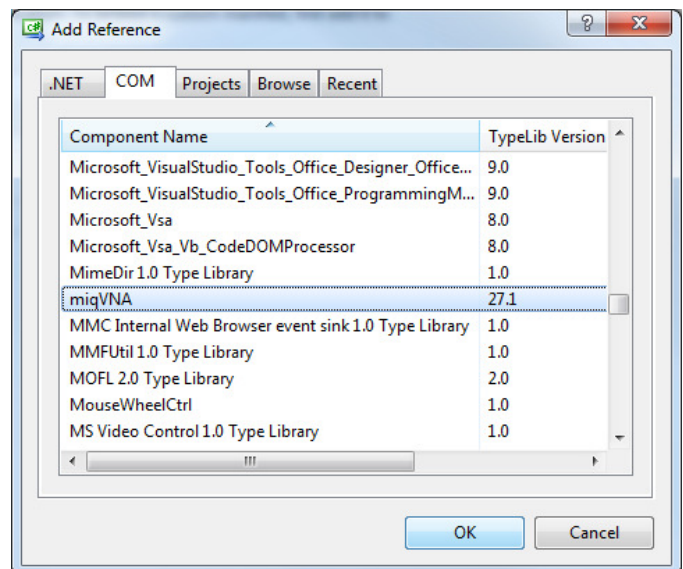 Add Reference
.NET COM Projects Browse Recent
Component Name TypeLib Version
Microsoft_VisualStudio_Tools_Office_Designer_Office... 9.0
Microsoft_VisualStudio_Tools_Office_ProgrammingM... 9.0
Microsoft_Vsa 8.0
Microsoft_Vsa_Vb_CodeDOMProcessor 8.0
MimeDir 1.0 Type Library 1.0
miqVNA 27.1
MMC Internal Web Browser event sink 1.0 Type Library 1.0
MMFUtil 1.0 Type Library 1.0
MOFL 2.0 Type Library 2.0
MouseWheelCtrl 1.0
MS Video Control 1.0 Type Library 1.0
OK Cancel